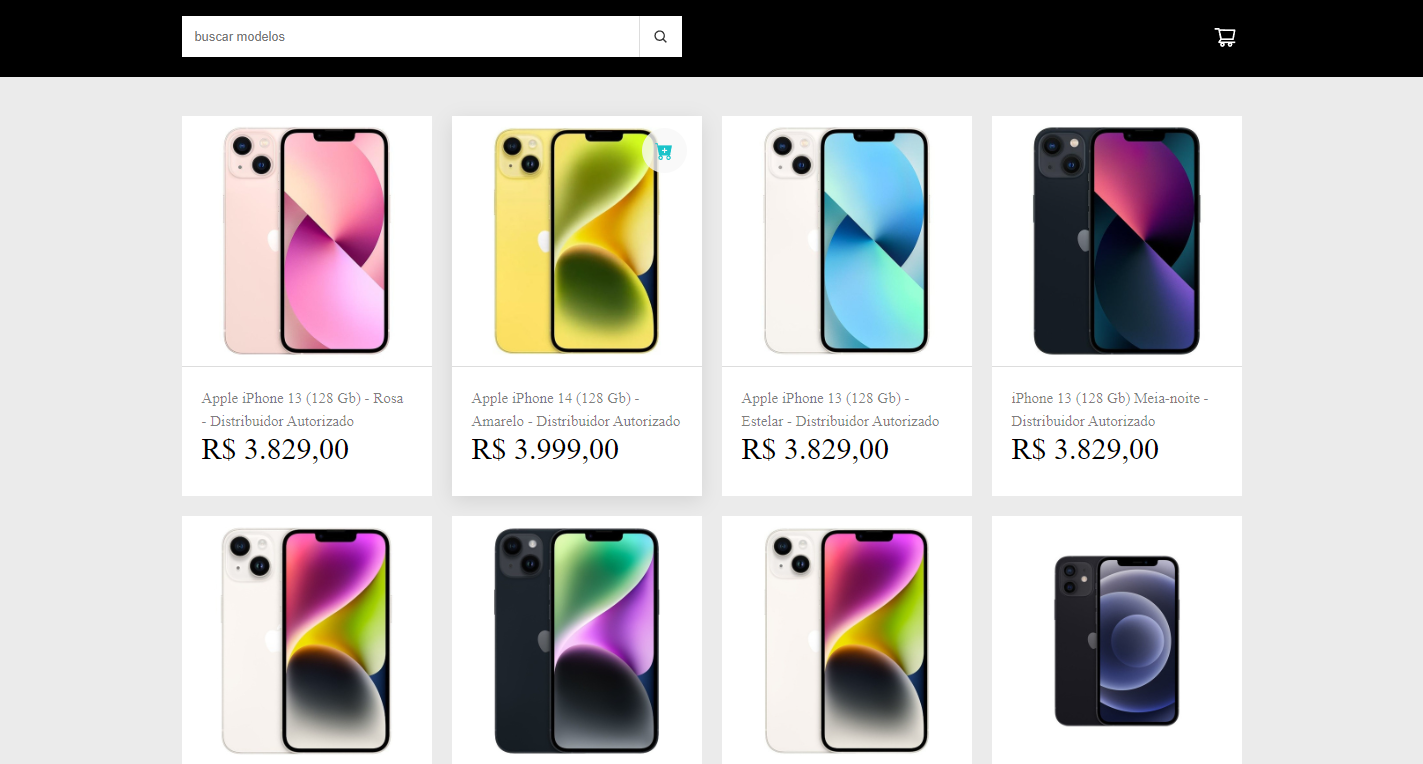 buscar modelos
Apple iPhone 13 (128 Gb) - Rosa
- Distribuidor Autorizado
R$ 3.829,00
Apple iPhone 14 (128 Gb) -
Amarelo - Distribuidor Autorizado
R$ 3.999,00
Apple iPhone 13 (128 Gb) -
Estelar - Distribuidor Autorizado
R$ 3.829,00
iPhone 13 (128 Gb) Meia-noite -
Distribuidor Autorizado
R$ 3.829,00